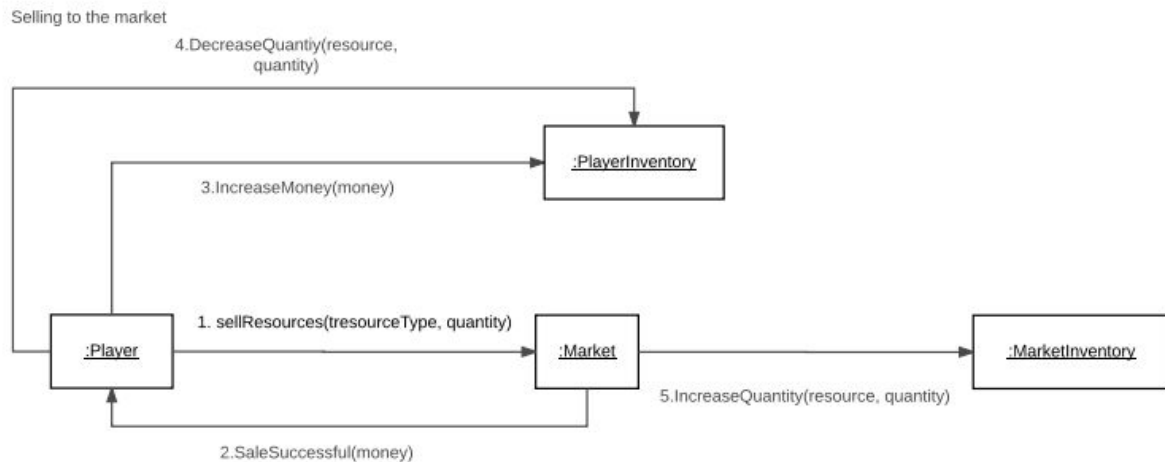 Selling to the market
4.DecreaseQuantiy(resource,
quantity)
:PlayerInventory
3.IncreaseMoney(money)
1. sellResources(tresourceType, quantity)
:Player
:Market
:MarketInventory
5.IncreaseQuantity(resource, quantity)
2.SaleSuccessful(money)